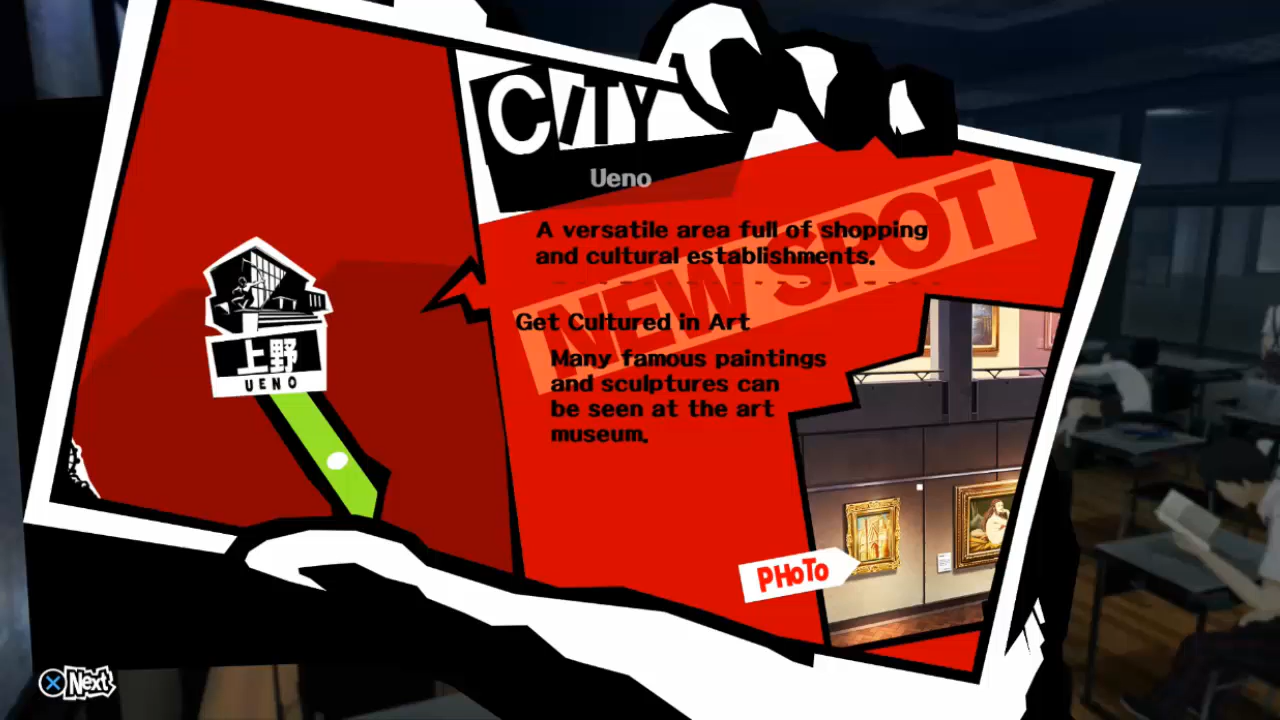 CITY
Ueno
NEW SPOT
A versatile area full of shopping
and cultural establishments.
Get Cultured in Art
Many famous paintings
and sculptures can
be seen at the art
museum.
上野
UENO
PHoTo
Next